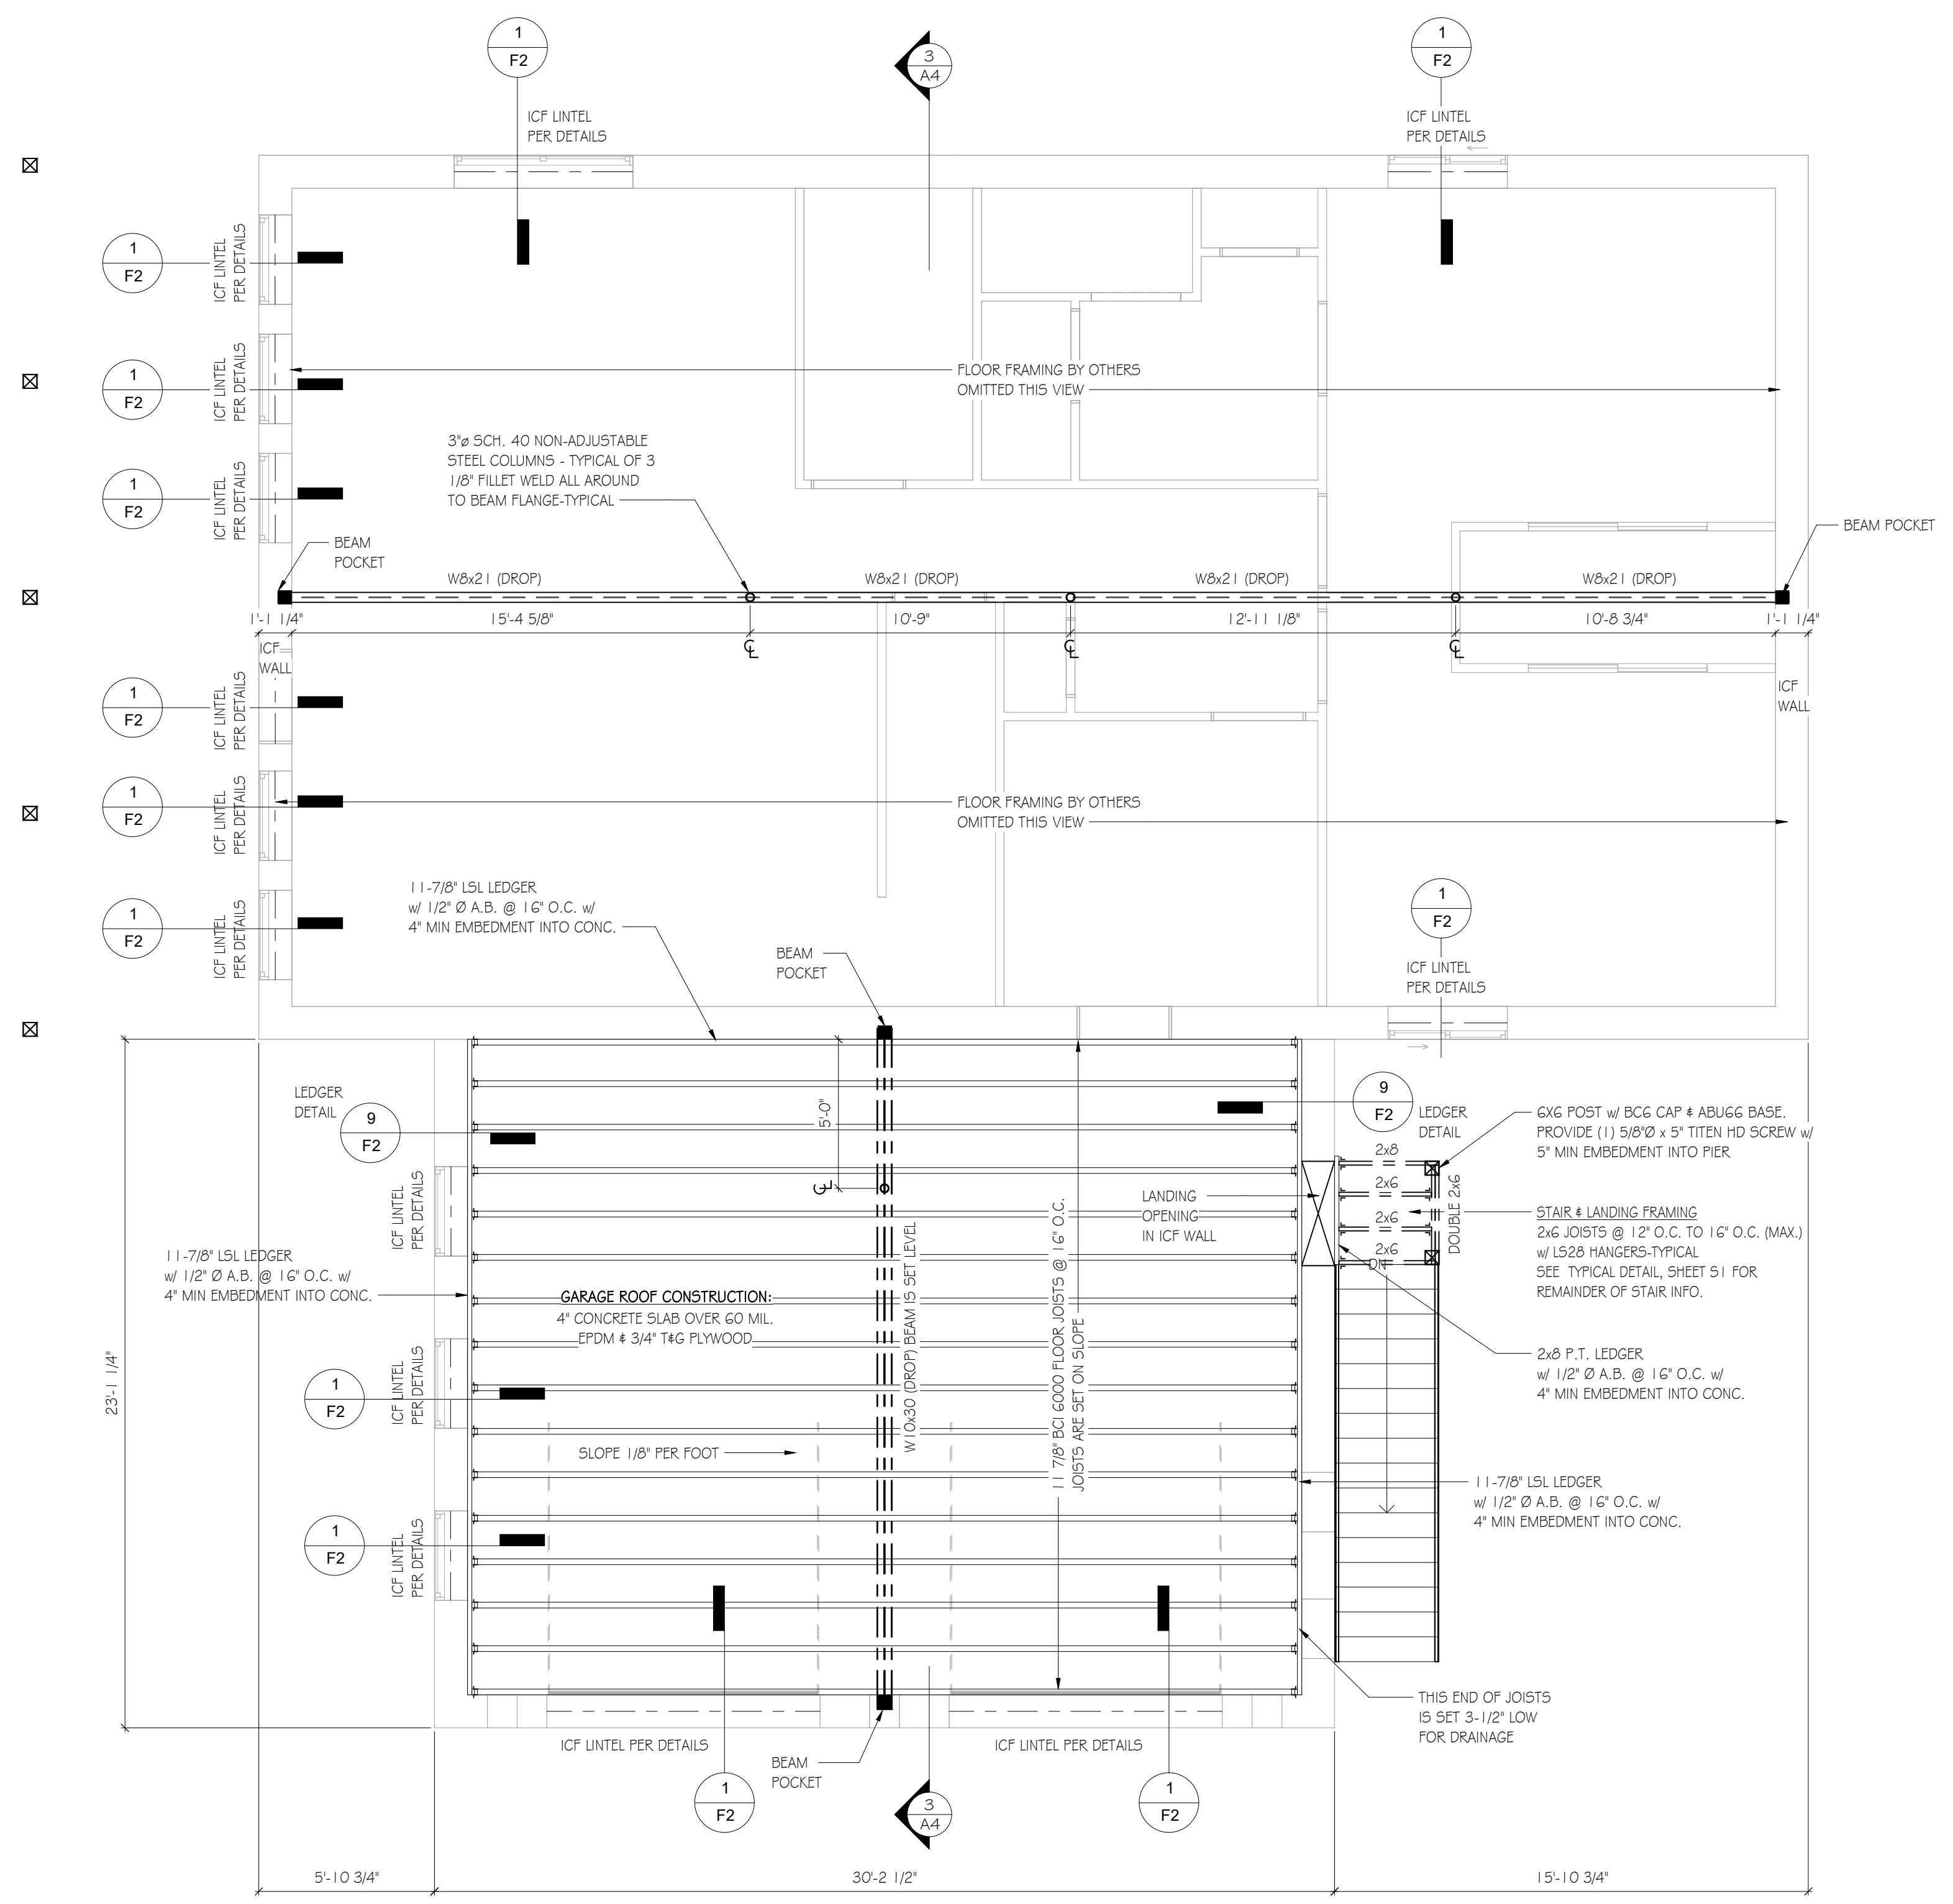 1
F2
3
A4
1
F2
ICF LINTEL
PER DETAILS
ICF LINTEL
PER DETAILS
1
F2
ICF LINTEL
PER DETAILS
1
F2
ICF LINTEL
PER DETAILS
FLOOR FRAMING BY OTHERS
OMITTED THIS VIEW
1
F2
ICF LINTEL
PER DETAILS
3"ø SCH. 40 NON-ADJUSTABLE
STEEL COLUMNS - TYPICAL OF 3
1/8" FILLET WELD ALL AROUND
TO BEAM FLANGE-TYPICAL
BEAM
POCKET
BEAM POCKET
W8x21 (DROP)
W8x21 (DROP)
W8x21 (DROP)
W8x21 (DROP)
1'-1 1/4"
15'-4 5/8"
10'-9"
12'-11 1/8"
10'-8 3/4"
1'-1 1/4"
℄
℄
℄
ICF
WALL
ICF
WALL
1
F2
ICF LINTEL
PER DETAILS
1
F2
ICF LINTEL
PER DETAILS
FLOOR FRAMING BY OTHERS
OMITTED THIS VIEW
1
F2
ICF LINTEL
PER DETAILS
11-7/8" LSL LEDGER
w/ 1/2" Ø A.B. @ 16" O.C. w/
4" MIN EMBEDMENT INTO CONC.
BEAM
POCKET
1
F2
ICF LINTEL
PER DETAILS
LEDGER
DETAIL
9
F2
5'-0"
℄
9
F2
LEDGER
DETAIL
6X6 POST w/ BC6 CAP & ABU66 BASE.
PROVIDE (1) 5/8"Ø x 5" TITEN HD SCREW w/
5" MIN EMBEDMENT INTO PIER
2x8
2x6
2x6
2x6
DN
DOUBLE 2x6
LANDING
OPENING
IN ICF WALL
STAIR & LANDING FRAMING
2x6 JOISTS @ 12" O.C. TO 16" O.C. (MAX.)
w/ LS28 HANGERS-TYPICAL
SEE TYPICAL DETAIL, SHEET S1 FOR
REMAINDER OF STAIR INFO.
ICF LINTEL
PER DETAILS
11-7/8" LSL LEDGER
w/ 1/2" Ø A.B. @ 16" O.C. w/
4" MIN EMBEDMENT INTO CONC.
GARAGE ROOF CONSTRUCTION:
4" CONCRETE SLAB OVER 60 MIL.
EPDM & 3/4" T&G PLYWOOD
W10x30 (DROP) BEAM IS SET LEVEL
11 7/8" BCI 6000 FLOOR JOISTS @ 16" O.C.
JOISTS ARE SET ON SLOPE
2x8 P.T. LEDGER
w/ 1/2" Ø A.B. @ 16" O.C. w/
4" MIN EMBEDMENT INTO CONC.
23'-1 1/4"
1
F2
ICF LINTEL
PER DETAILS
SLOPE 1/8" PER FOOT
11-7/8" LSL LEDGER
w/ 1/2" Ø A.B. @ 16" O.C. w/
4" MIN EMBEDMENT INTO CONC.
1
F2
ICF LINTEL
PER DETAILS
THIS END OF JOISTS
IS SET 3-1/2" LOW
FOR DRAINAGE
ICF LINTEL PER DETAILS
ICF LINTEL PER DETAILS
BEAM
POCKET
1
F2
3
A4
1
F2
5'-10 3/4"
30'-2 1/2"
15'-10 3/4"